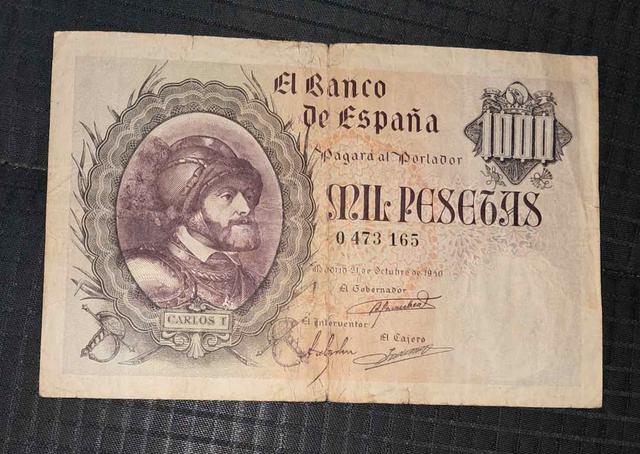 El Banco
de España
1000
Pagará al Portador
MIL PESETAS
0 473 165
Madrid 21 de Octubre de 1940
El Gobernador
El Interventor
El Cajero
CARLOS I